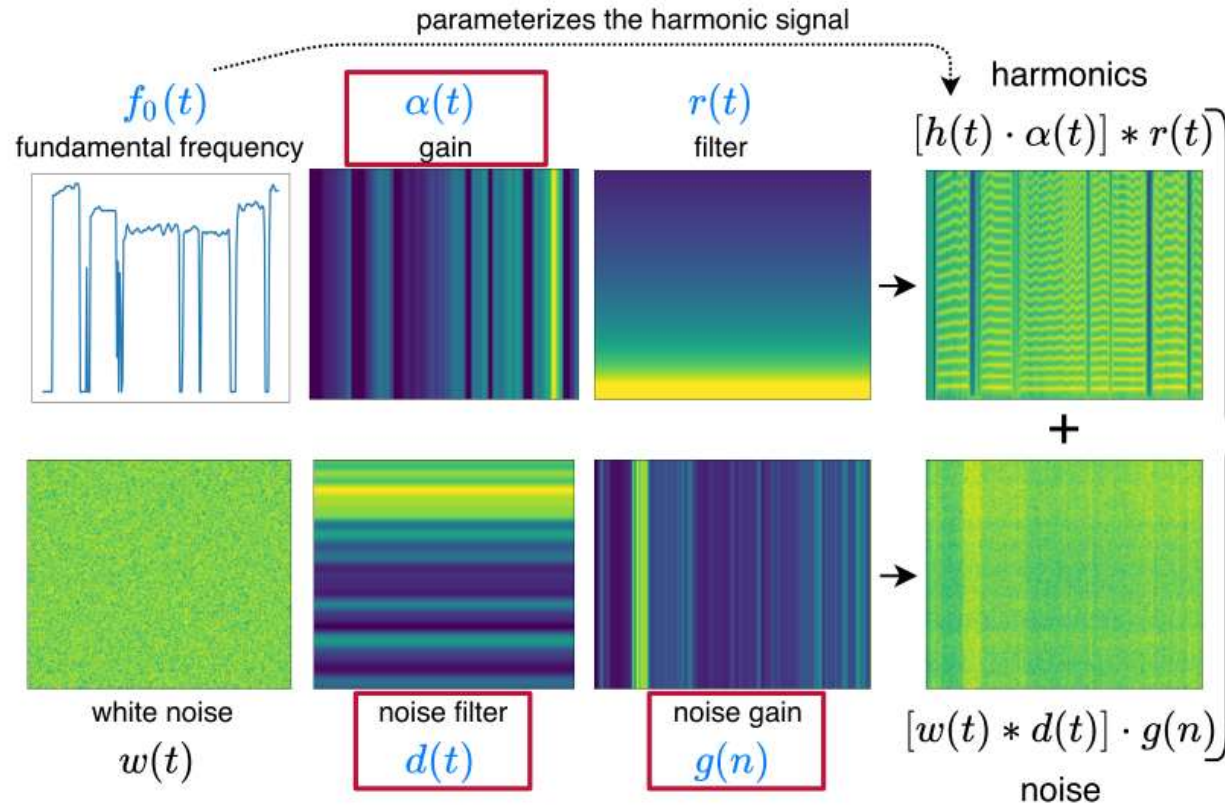 parameterizes the harmonic signal
f₀(t)
fundamental frequency
α(t)
gain
r(t)
filter
harmonics
[h(t) · α(t)] * r(t)
+
white noise
w(t)
noise filter
d(t)
noise gain
g(n)
[w(t) * d(t)] · g(n)
noise